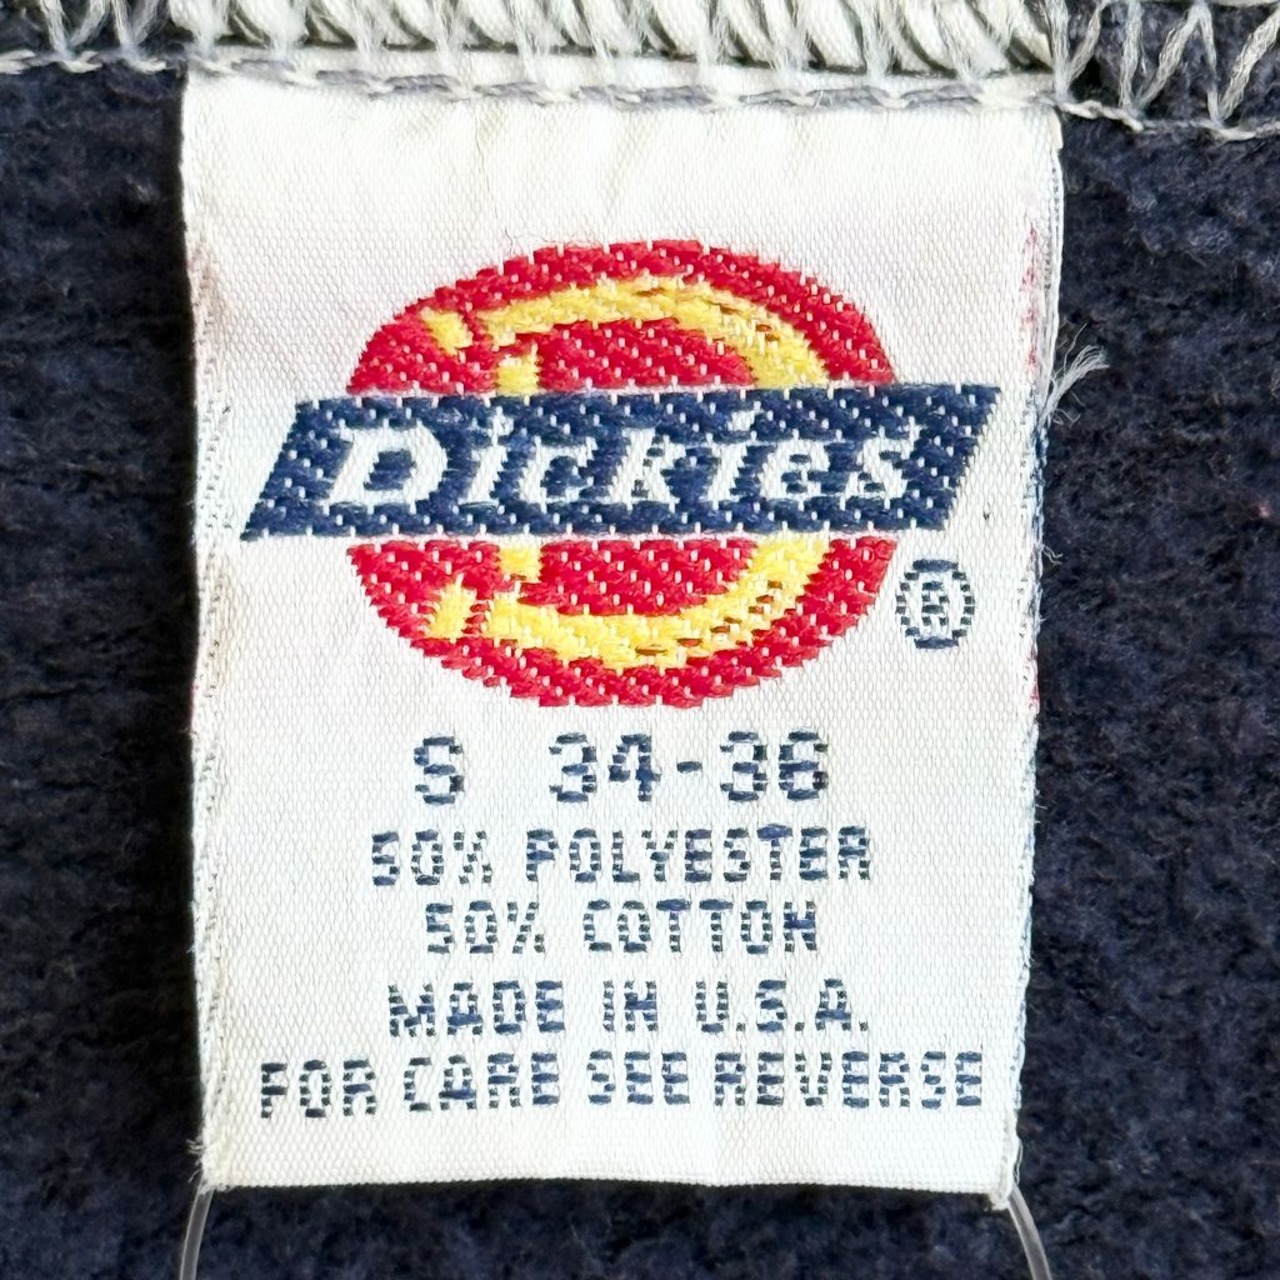 Dickies
®
S 34-36
50% POLYESTER
50% COTTON
MADE IN U.S.A.
FOR CARE SEE REVERSE